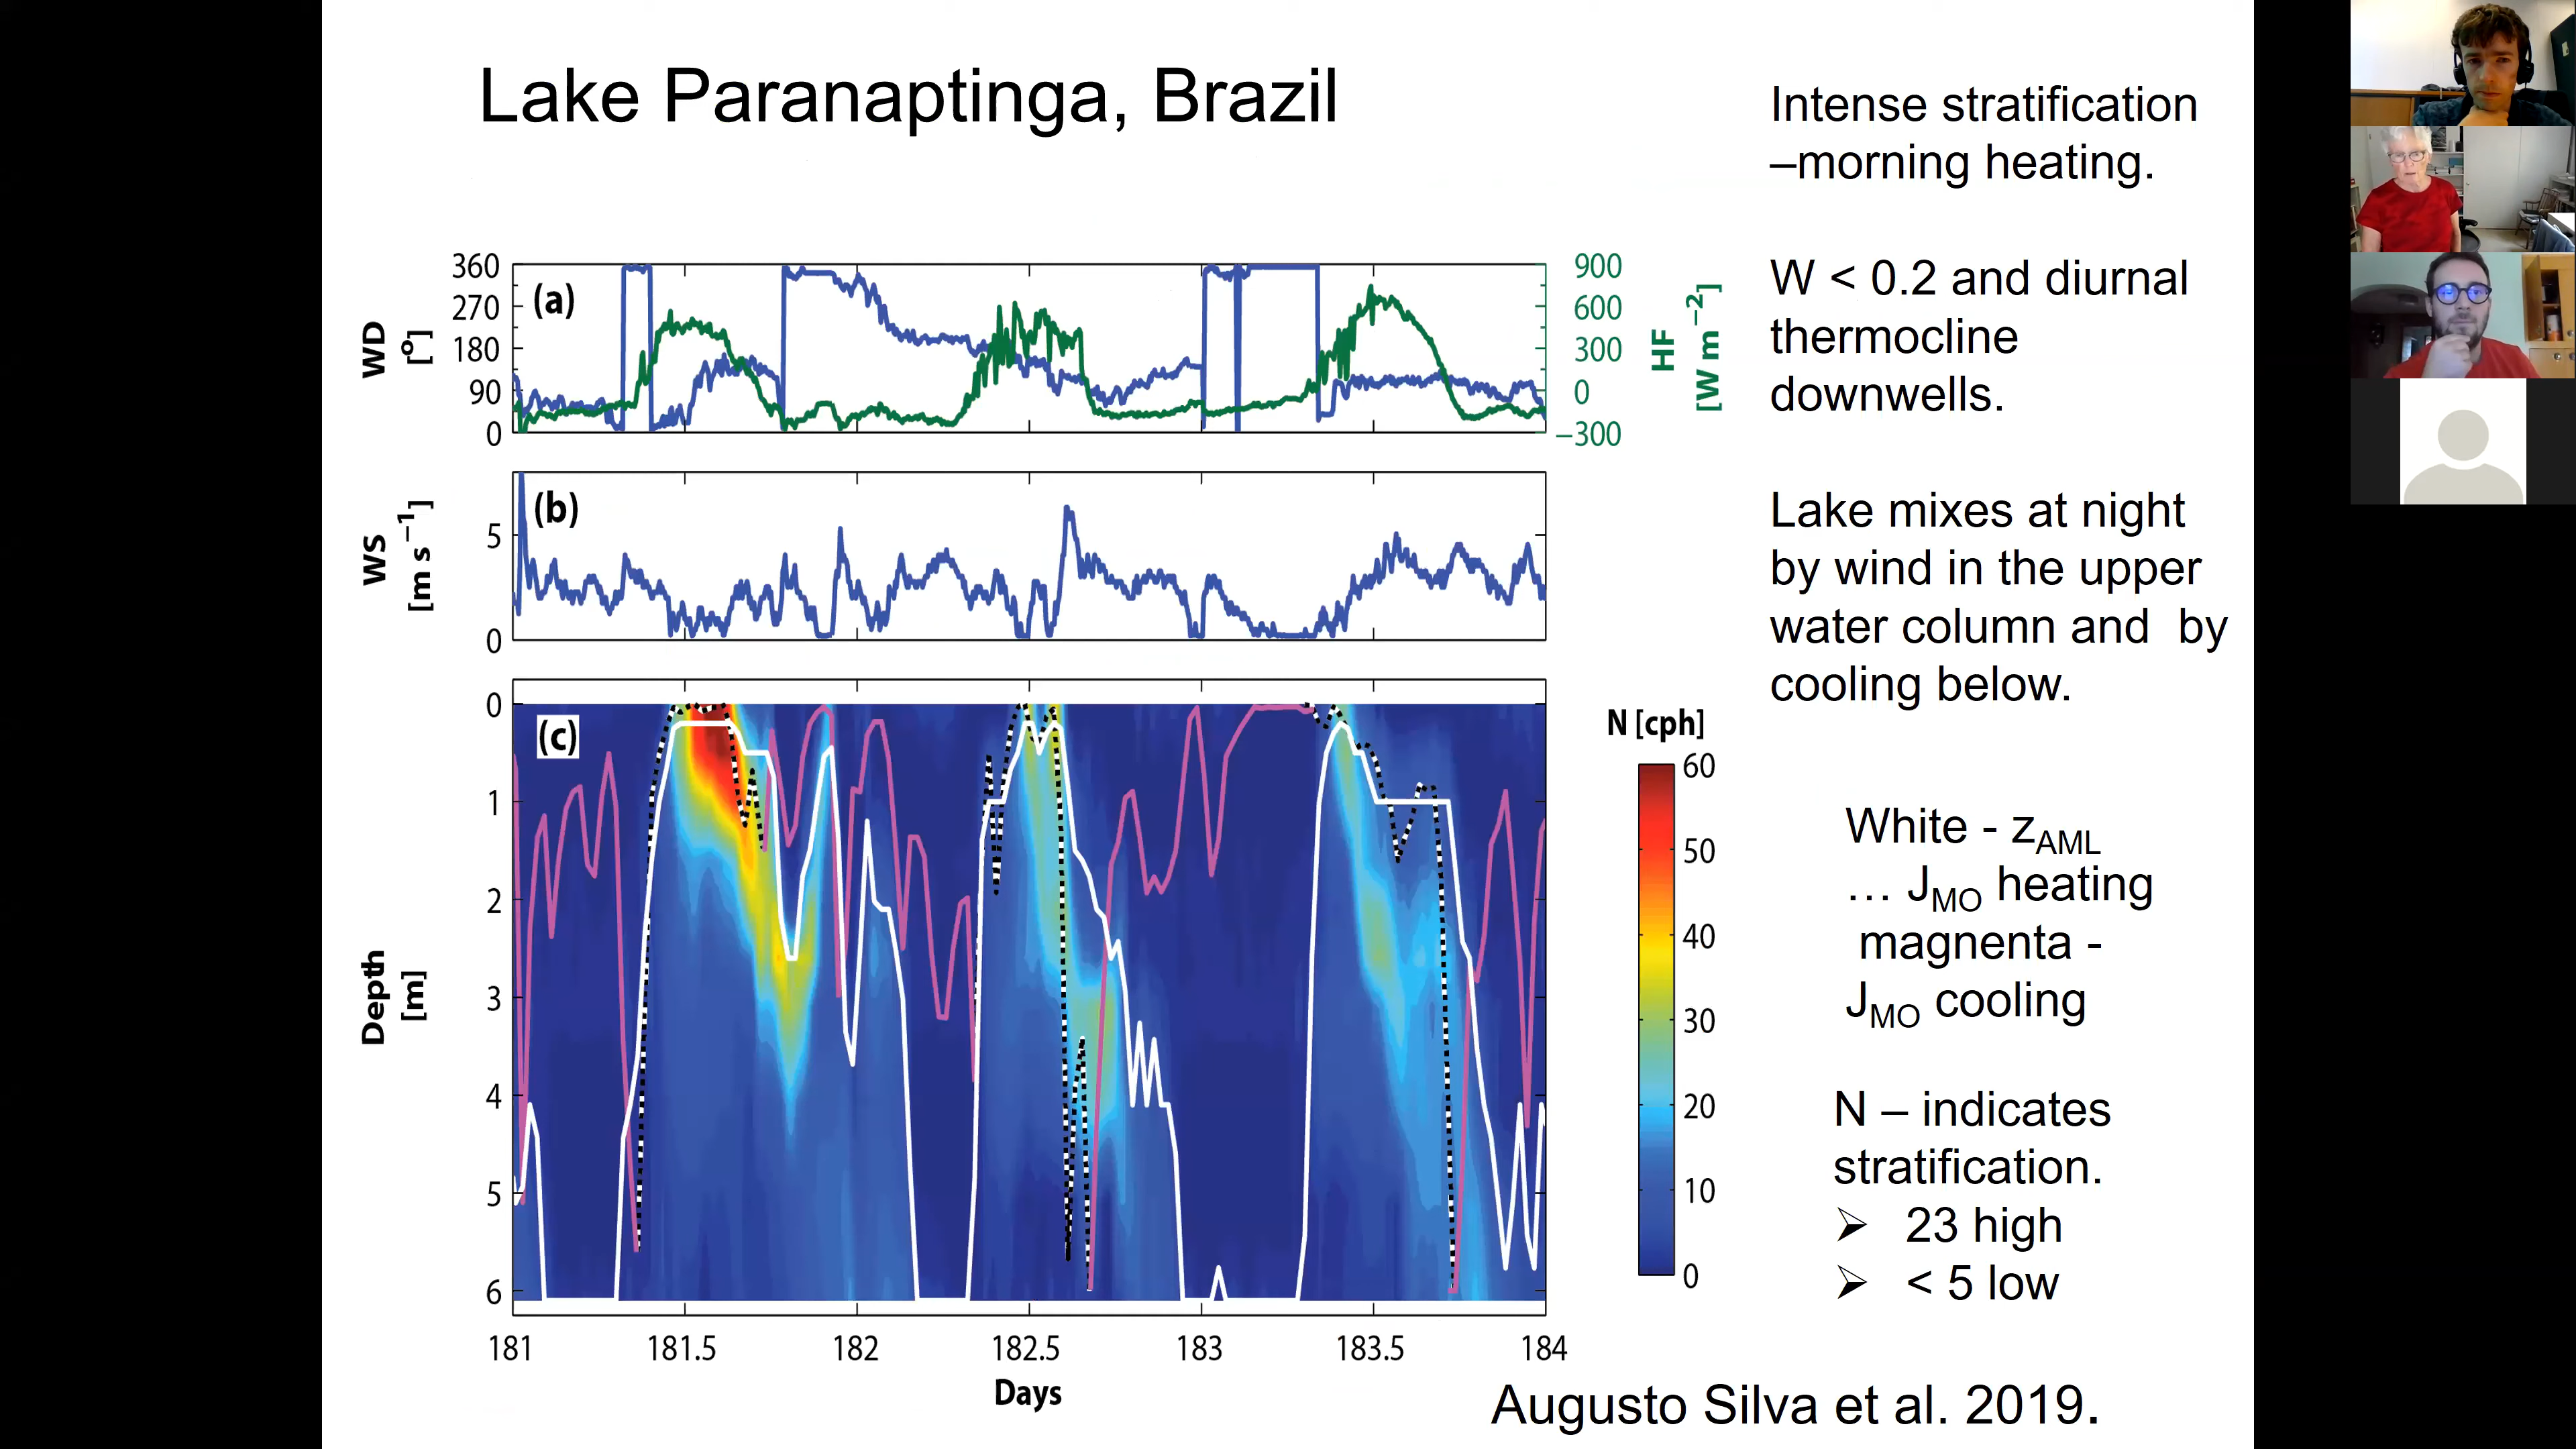 Lake Paranaptinga, Brazil
Intense stratification
–morning heating.
W < 0.2 and diurnal
thermocline
downwells.
Lake mixes at night
by wind in the upper
water column and by
cooling below.
White - zAML
... JMO heating
magnenta -
JMO cooling
N – indicates
stratification.
➢ 23 high
➢ < 5 low
Augusto Silva et al. 2019.
(a)
WD
[°]
360
270
180
90
0
900
600
300
0
−300
HF
[W m−2]
(b)
WS
[m s−1]
5
0
(c)
Depth
[m]
0
1
2
3
4
5
6
181
181.5
182
182.5
183
183.5
184
Days
N [cph]
60
50
40
30
20
10
0